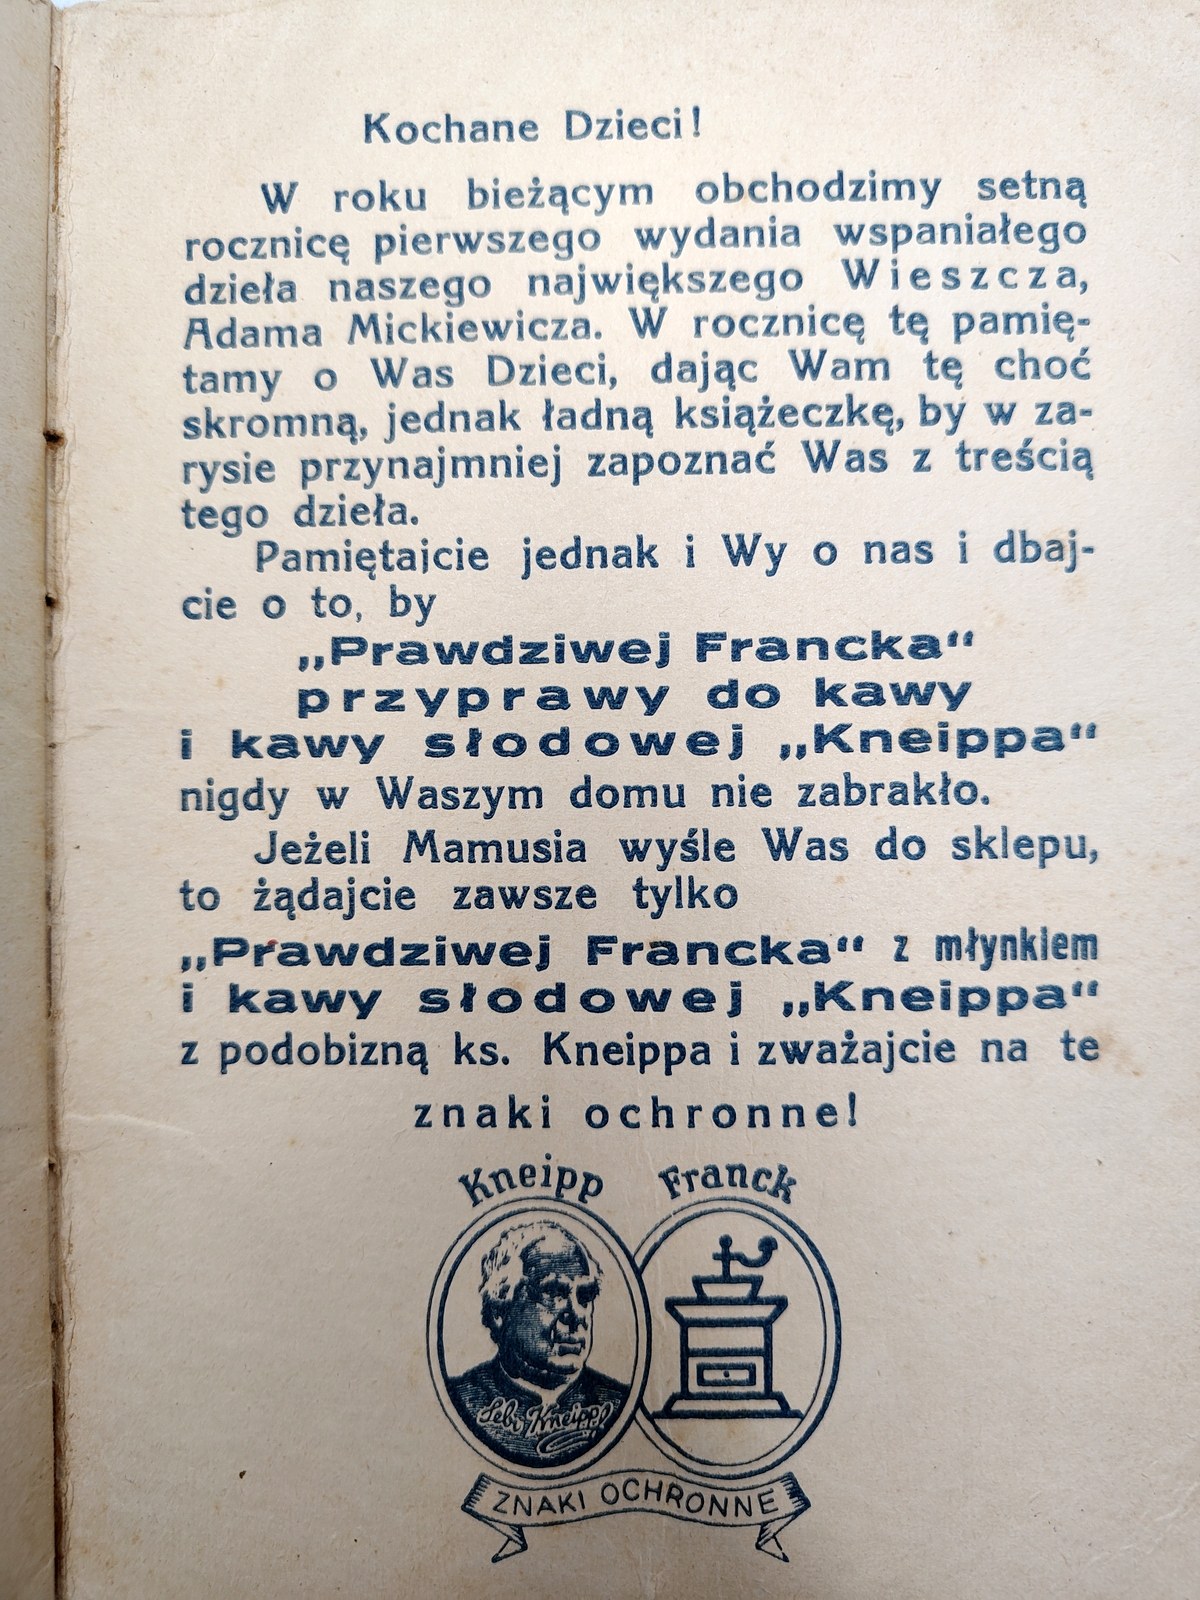 Kochane Dzieci!
W roku bieżącym obchodzimy setną
rocznicę pierwszego wydania wspaniałego
dzieła naszego największego Wieszcza,
Adama Mickiewicza. W rocznicę tę pamię-
tamy o Was Dzieci, dając Wam tę choć
skromną, jednak ładną książeczkę, by w za-
rysie przynajmniej zapoznać Was z treścią
tego dzieła.
Pamiętajcie jednak i Wy o nas i dbaj-
cie o to, by
„Prawdziwej Francka“
przyprawy do kawy
i kawy słodowej „Kneippa“
nigdy w Waszym domu nie zabrakło.
Jeżeli Mamusia wyśle Was do sklepu,
to żądajcie zawsze tylko
„Prawdziwej Francka“ z młynkiem
i kawy słodowej „Kneippa“
z podobizną ks. Kneippa i zważajcie na te
znaki ochronne!
Kneipp Franck
Seb. Kneipp
ZNAKI OCHRONNE